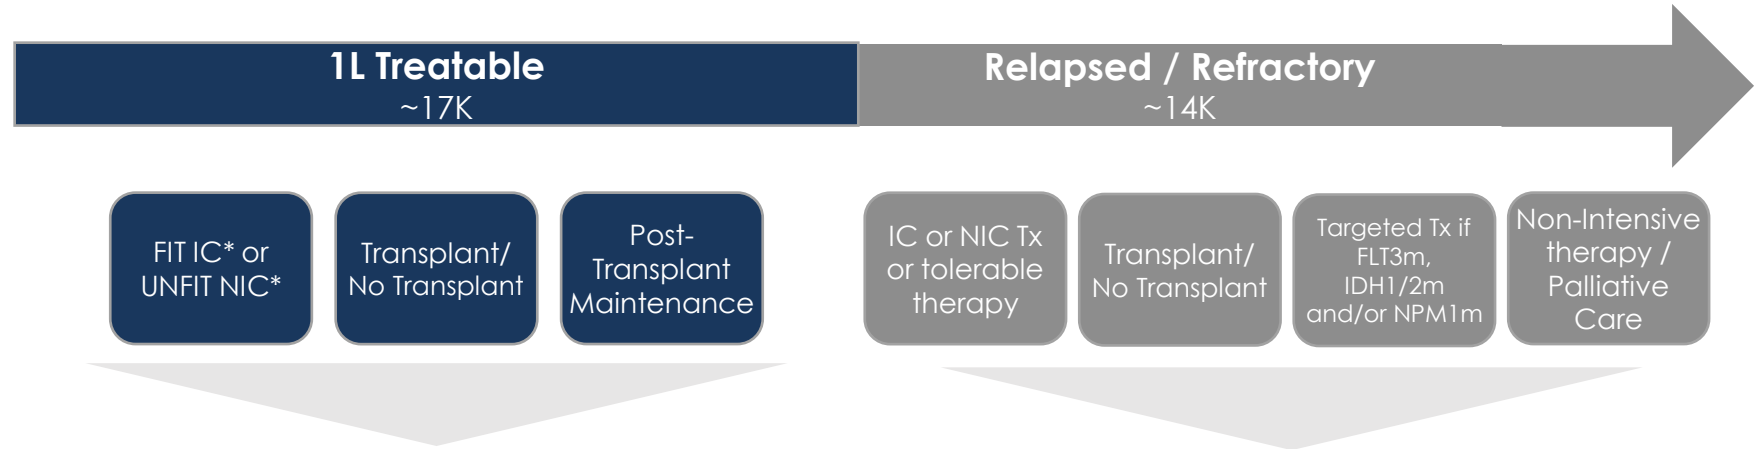 1L Treatable
~17K
Relapsed / Refractory
~14K
FIT IC* or
UNFIT NIC*
Transplant/
No Transplant
Post-
Transplant
Maintenance
IC or NIC Tx
or tolerable
therapy
Transplant/
No Transplant
Targeted Tx if
FLT3m,
IDH1/2m
and/or NPM1m
Non-Intensive
therapy /
Palliative
Care